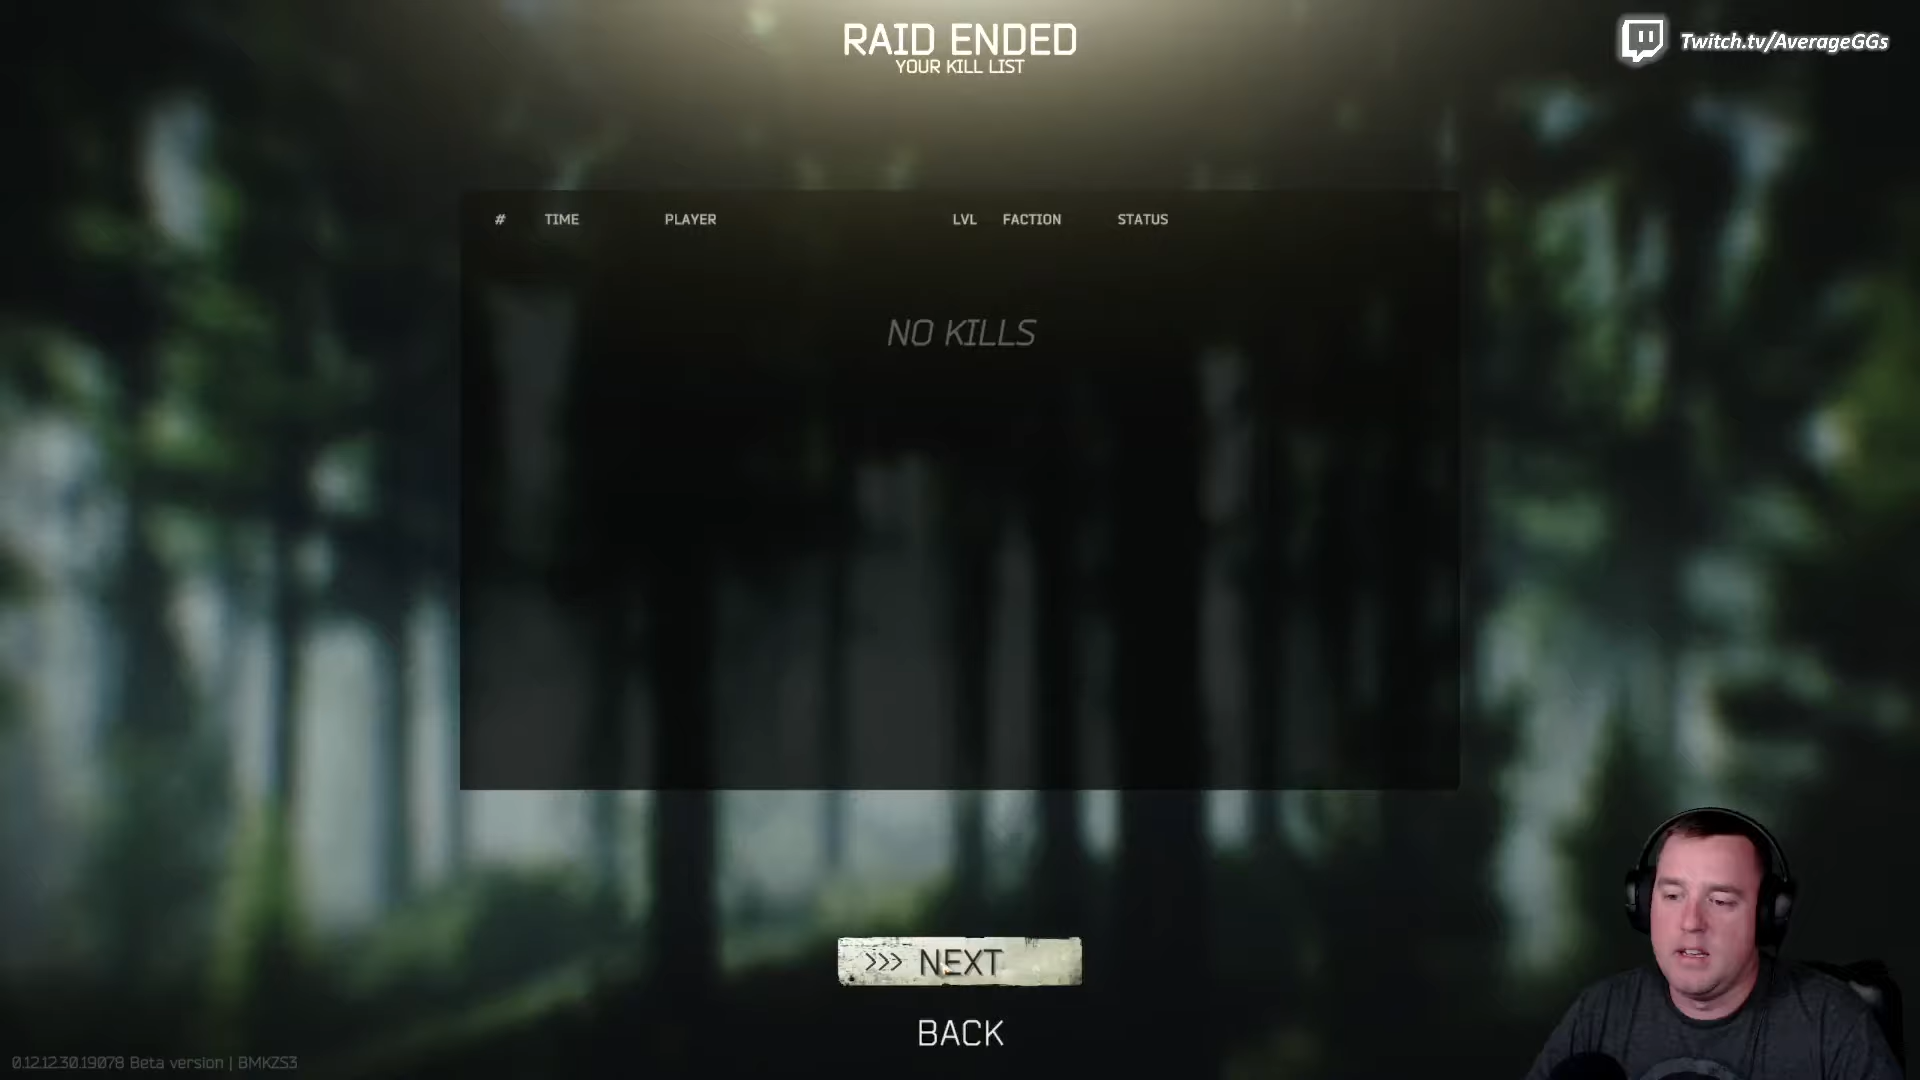 RAID ENDED
YOUR KILL LIST
Twitch.tv/AverageGGs
# TIME PLAYER LVL FACTION STATUS
NO KILLS
>>> NEXT
BACK
0.12.12.30.19078 Beta version | BMKZS3